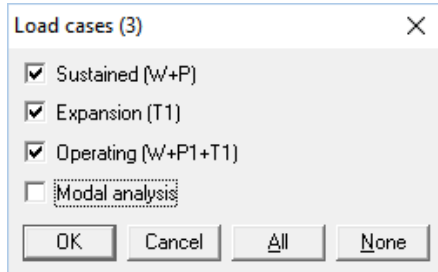 Load cases (3)
Sustained (W+P)
Expansion (T1)
Operating (W+P1+T1)
Modal analysis
OK Cancel All None